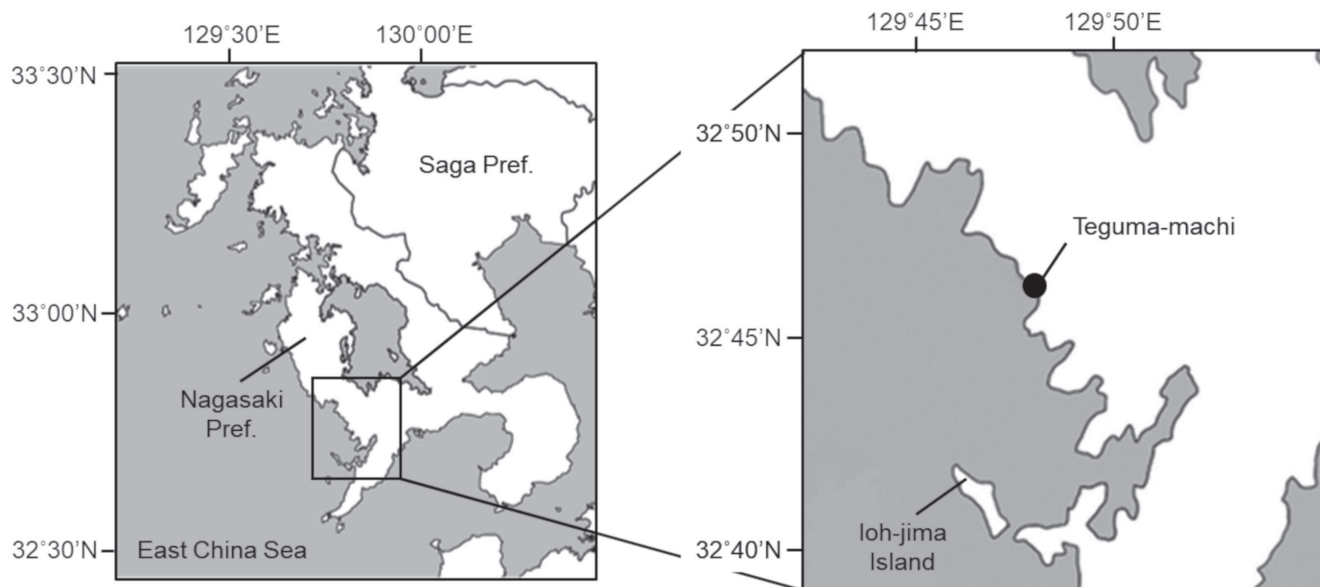 129°30'E
130°00'E
33°30'N
33°00'N
32°30'N
Saga Pref.
Nagasaki
Pref.
East China Sea
129°45'E
129°50'E
32°50'N
32°45'N
32°40'N
Teguma-machi
Ioh-jima
Island